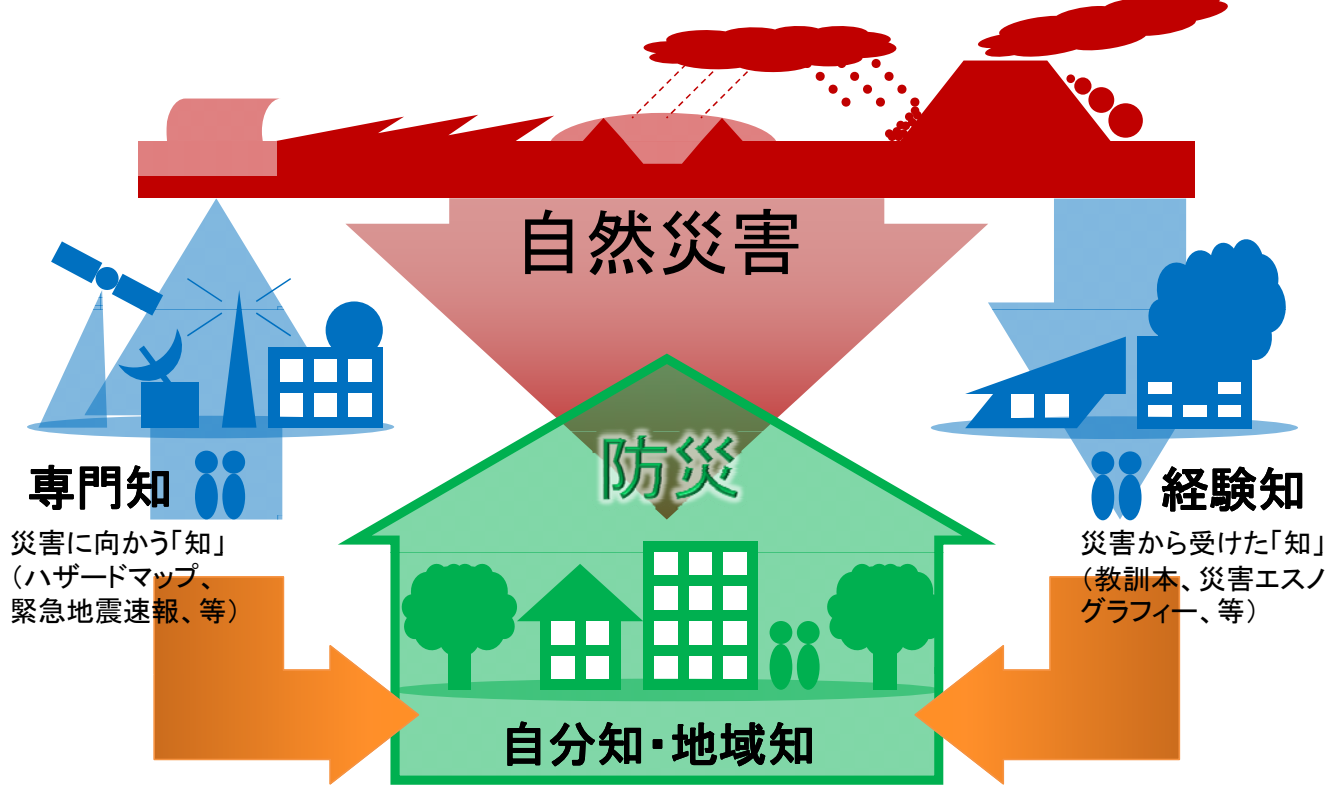 自然災害
防災
専門知
災害に向かう「知」
（ハザードマップ、
緊急地震速報、等）
経験知
災害から受けた「知」
（教訓本、災害エスノ
グラフィー、等）
自分知・地域知